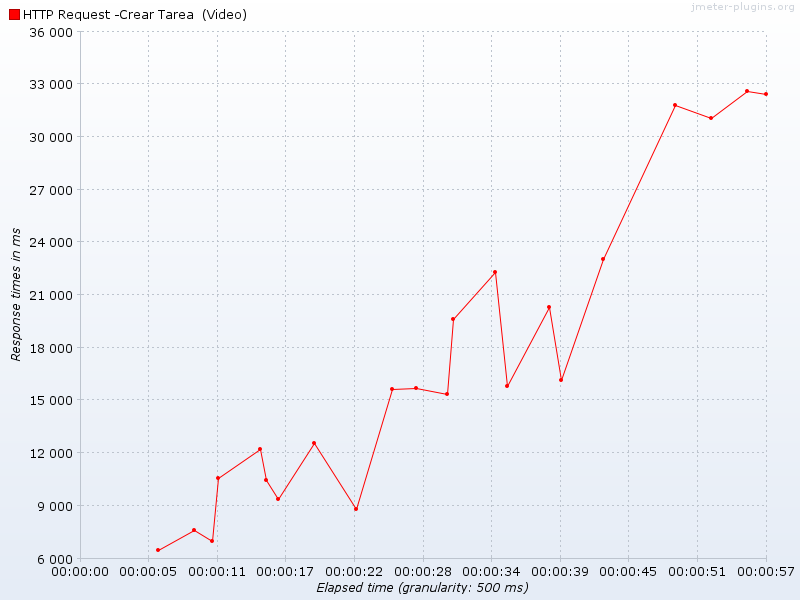 HTTP Request -Crear Tarea (Video)
jmeter-plugins.org
36 000
33 000
30 000
27 000
24 000
21 000
18 000
15 000
12 000
9 000
6 000
Response times in ms
00:00:00 00:00:05 00:00:11 00:00:17 00:00:22 00:00:28 00:00:34 00:00:39 00:00:45 00:00:51 00:00:57
Elapsed time (granularity: 500 ms)